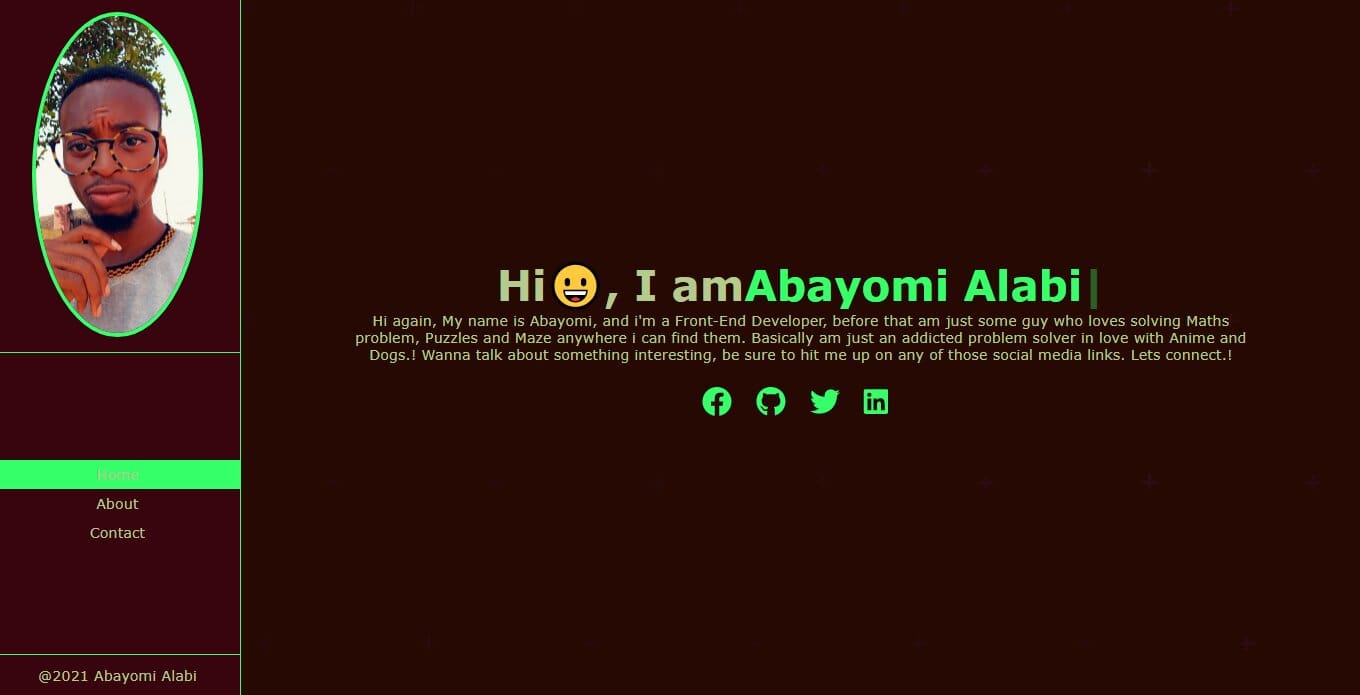 Hi😀, I amAbayomi Alabi|
Hi again, My name is Abayomi, and i'm a Front-End Developer, before that am just some guy who loves solving Maths
problem, Puzzles and Maze anywhere i can find them. Basically am just an addicted problem solver in love with Anime and
Dogs.! Wanna talk about something interesting, be sure to hit me up on any of those social media links. Lets connect.!
Home
About
Contact
@2021 Abayomi Alabi